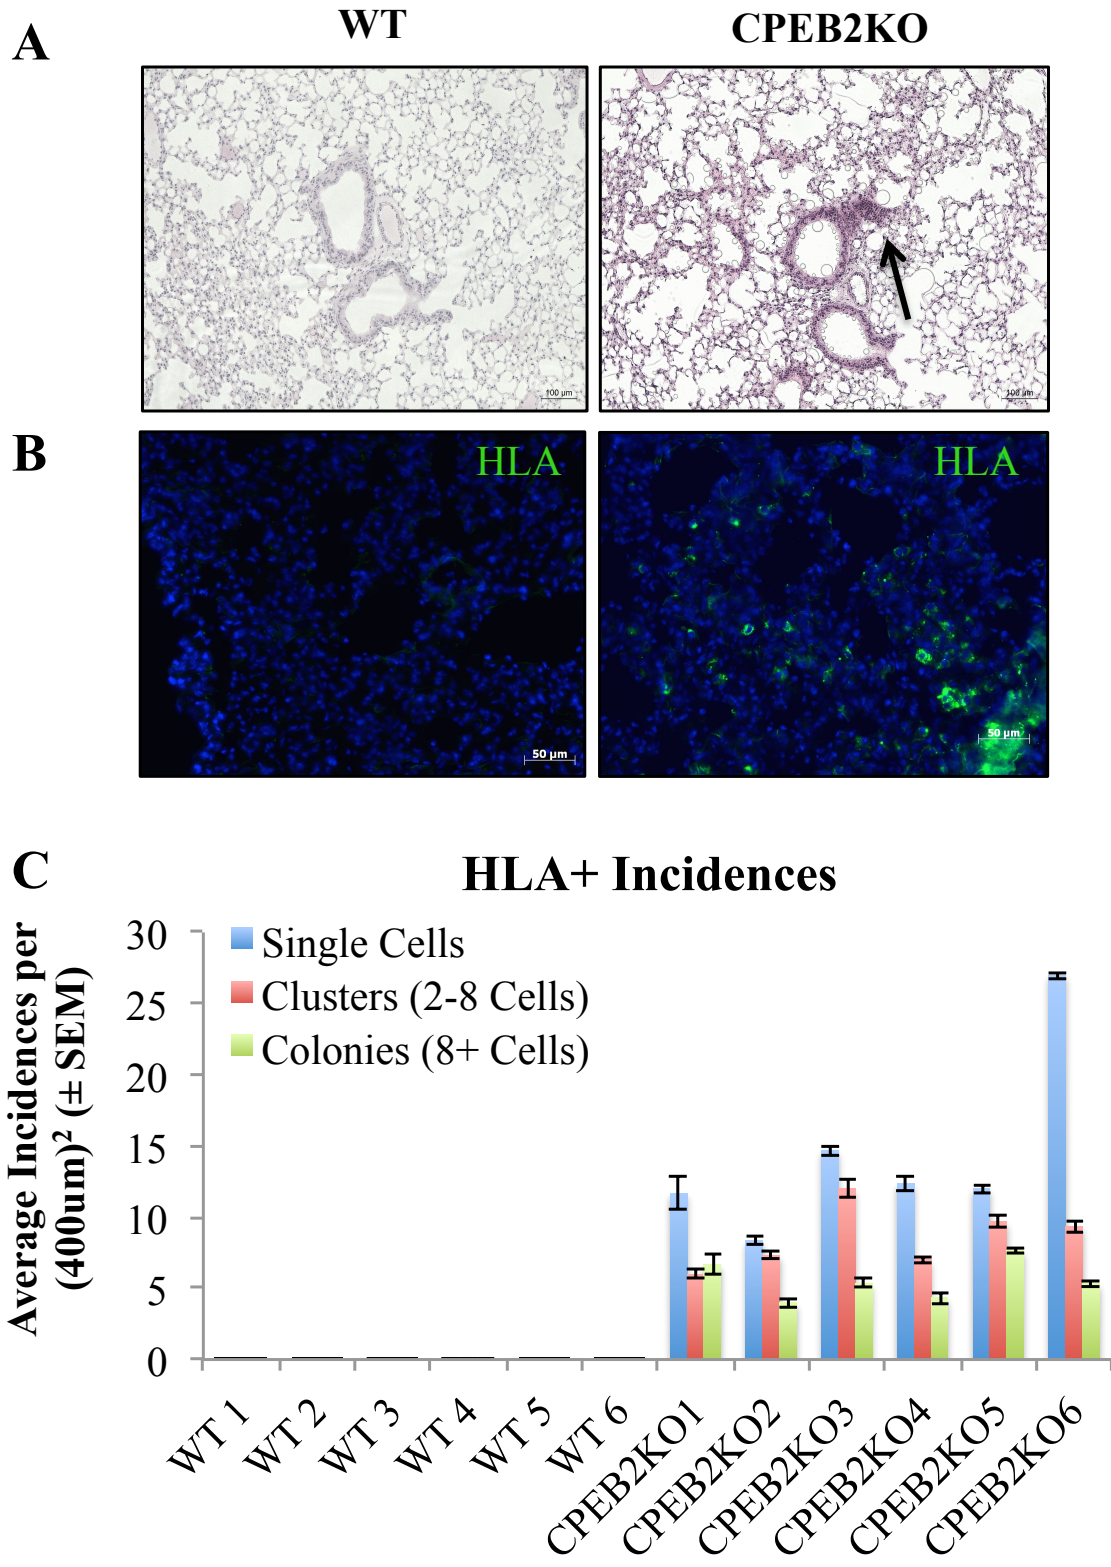 A
WT
CPEB2KO
100 µm
100 µm
B
HLA
HLA
50 µm
50 µm
C
HLA+ Incidences
Average Incidences per
(400um)² (± SEM)
30
25
20
15
10
5
0
Single Cells
Clusters (2-8 Cells)
Colonies (8+ Cells)
WT 1
WT 2
WT 3
WT 4
WT 5
WT 6
CPEB2KO1
CPEB2KO2
CPEB2KO3
CPEB2KO4
CPEB2KO5
CPEB2KO6